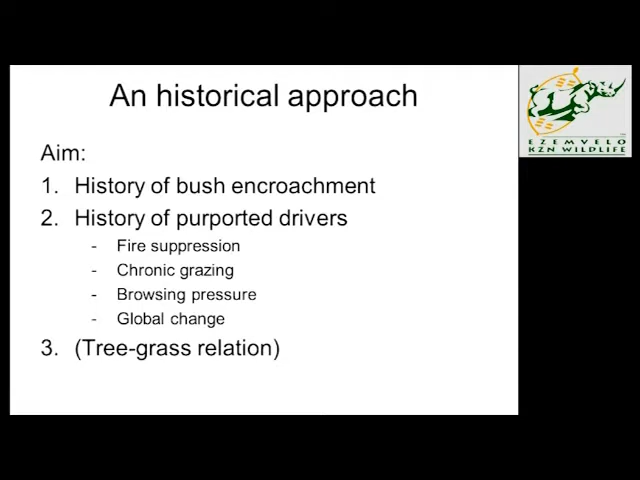 An historical approach
Aim:
1. History of bush encroachment
2. History of purported drivers
- Fire suppression
- Chronic grazing
- Browsing pressure
- Global change
3. (Tree-grass relation)
EZEMVELO
KZN WILDLIFE